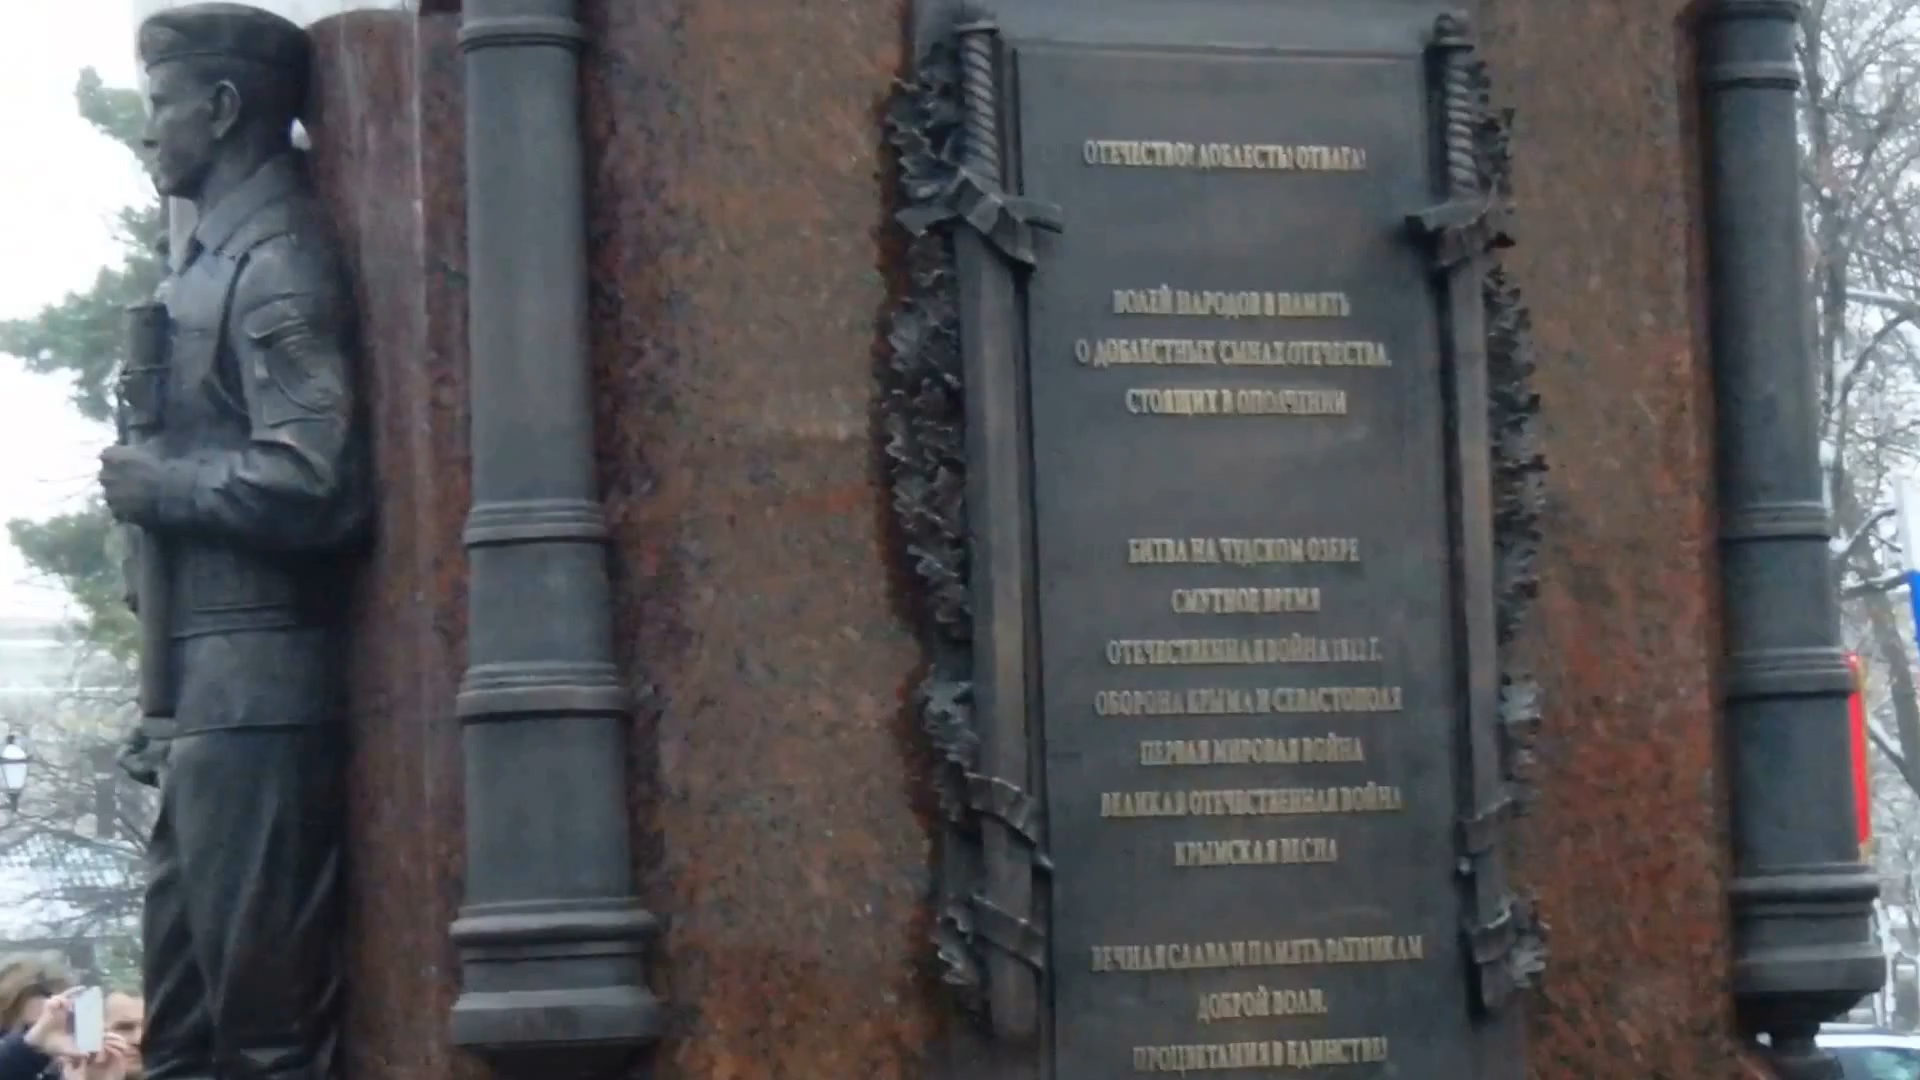 ОТЕЧЕСТВО! ДОБЛЕСТЬ! ОТВАГА!
ВОЛЕЙ НАРОДОВ В ПАМЯТЬ
О ДОБЛЕСТНЫХ СЫНАХ ОТЕЧЕСТВА,
СТОЯЩИХ В ОПОЛЧЕНИИ
БИТВА НА ЧУДСКОМ ОЗЕРЕ
СМУТНОЕ ВРЕМЯ
ОТЕЧЕСТВЕННАЯ ВОЙНА 1812 Г.
ОБОРОНА КРЫМА И СЕВАСТОПОЛЯ
ПЕРВАЯ МИРОВАЯ ВОЙНА
ВЕЛИКАЯ ОТЕЧЕСТВЕННАЯ ВОЙНА
КРЫМСКАЯ ВЕСНА
ВЕЧНАЯ СЛАВА И ПАМЯТЬ РАТНИКАМ
ДОБРОЙ ВОЛИ.
ПРОЦВЕТАНИЯ В ЕДИНСТВЕ!